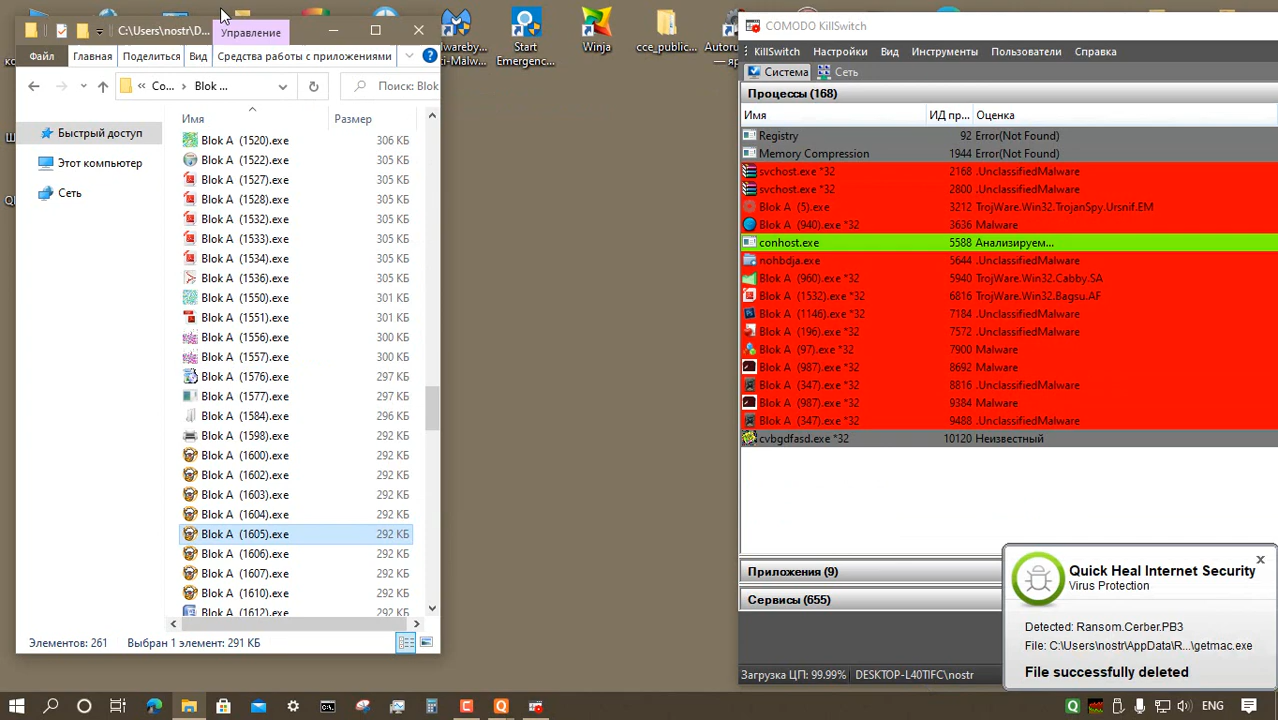 C:\Users\nostr\D...
Управление
Файл
Главная
Поделиться
Вид
Средства работы с приложениями
Co...
Blok ...
Поиск: Blok
Имя
Размер
Быстрый доступ
Этот компьютер
Сеть
Blok A (1520).exe 306 КБ
Blok A (1522).exe 305 КБ
Blok A (1527).exe 305 КБ
Blok A (1528).exe 305 КБ
Blok A (1532).exe 305 КБ
Blok A (1533).exe 305 КБ
Blok A (1534).exe 305 КБ
Blok A (1536).exe 305 КБ
Blok A (1550).exe 301 КБ
Blok A (1551).exe 301 КБ
Blok A (1556).exe 300 КБ
Blok A (1557).exe 300 КБ
Blok A (1576).exe 297 КБ
Blok A (1577).exe 297 КБ
Blok A (1584).exe 296 КБ
Blok A (1598).exe 292 КБ
Blok A (1600).exe 292 КБ
Blok A (1602).exe 292 КБ
Blok A (1603).exe 292 КБ
Blok A (1604).exe 292 КБ
Blok A (1605).exe 292 КБ
Blok A (1606).exe 292 КБ
Blok A (1607).exe 292 КБ
Blok A (1610).exe 292 КБ
Blok A (1612).exe 292 КБ
Элементов: 261
Выбран 1 элемент: 291 КБ
alwareby...
ti-Malw...
Start
Emergenc...
Winja
cce_public...
Autoru
— яр
COMODO KillSwitch
KillSwitch
Настройки
Вид
Инструменты
Пользователи
Справка
Система
Сеть
Процессы (168)
Имя
ИД пр...
Оценка
Registry 92 Error(Not Found)
Memory Compression 1944 Error(Not Found)
svchost.exe *32 2168 .UnclassifiedMalware
svchost.exe *32 2800 .UnclassifiedMalware
Blok A (5).exe 3212 TrojWare.Win32.TrojanSpy.Ursnif.EM
Blok A (940).exe *32 3636 Malware
conhost.exe 5588 Анализируем...
nohbdja.exe 5644 .UnclassifiedMalware
Blok A (960).exe *32 5940 TrojWare.Win32.Cabby.SA
Blok A (1532).exe *32 6816 TrojWare.Win32.Bagsu.AF
Blok A (1146).exe *32 7184 .UnclassifiedMalware
Blok A (196).exe *32 7572 .UnclassifiedMalware
Blok A (97).exe *32 7900 Malware
Blok A (987).exe *32 8692 Malware
Blok A (347).exe *32 8816 .UnclassifiedMalware
Blok A (987).exe *32 9384 Malware
Blok A (347).exe *32 9488 .UnclassifiedMalware
cvbgdfasd.exe *32 10120 Неизвестный
Приложения (9)
Сервисы (655)
Загрузка ЦП: 99.99%
DESKTOP-L40TIFC\nostr
Quick Heal Internet Security
Virus Protection
Detected: Ransom.Cerber.PB3
File: C:\Users\nostr\AppData\R...\getmac.exe
File successfully deleted
ENG